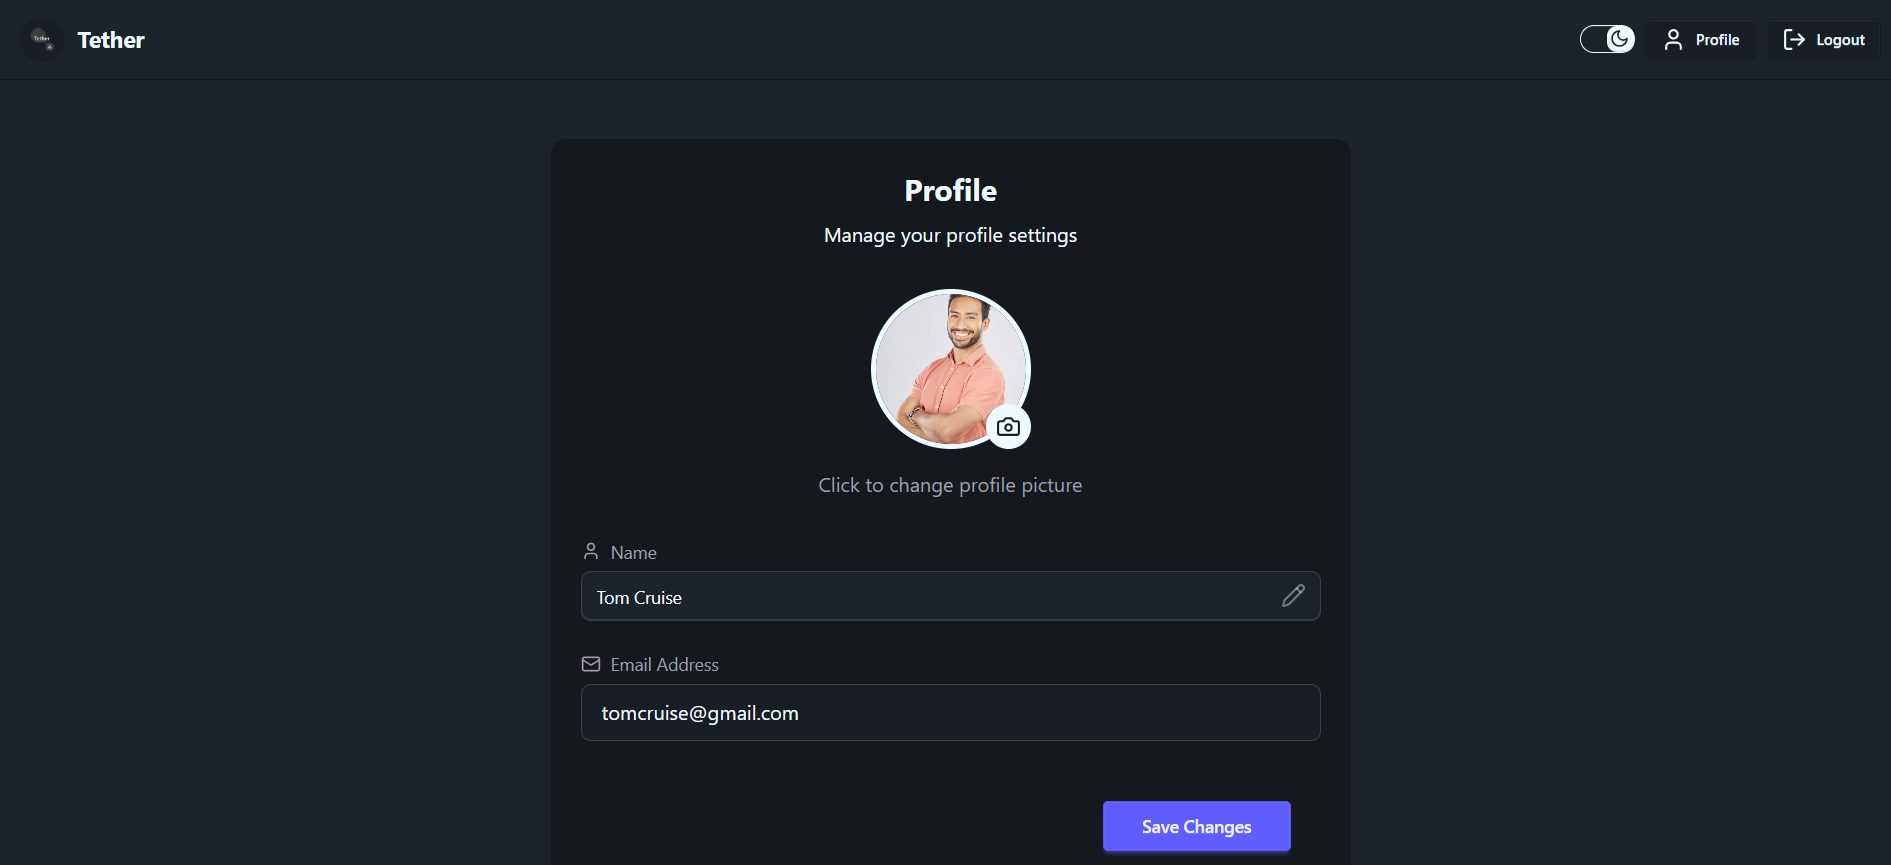 Tether
Tether
Profile
Logout
Profile
Manage your profile settings
Click to change profile picture
Name
Tom Cruise
Email Address
tomcruise@gmail.com
Save Changes